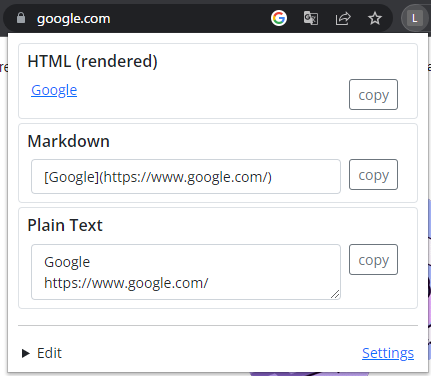 google.com
L
HTML (rendered)
Google
copy
Markdown
[Google](https://www.google.com/)
copy
Plain Text
Google
https://www.google.com/
copy
Edit
Settings